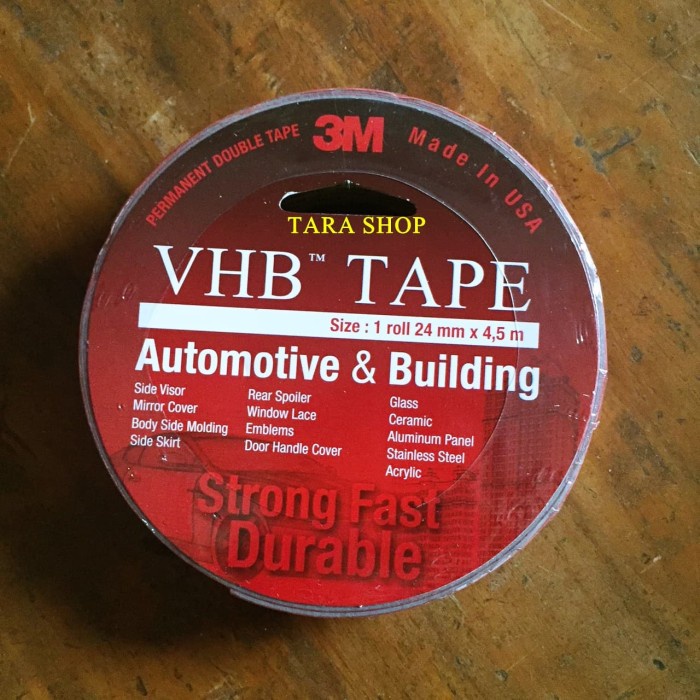 PERMANENT DOUBLE TAPE 3M Made In USA
TARA SHOP
VHB™ TAPE
Size : 1 roll 24 mm x 4,5 m
Automotive & Building
Side Visor
Mirror Cover
Body Side Molding
Side Skirt
Rear Spoiler
Window Lace
Emblems
Door Handle Cover
Glass
Ceramic
Aluminum Panel
Stainless Steel
Acrylic
Strong Fast
Durable